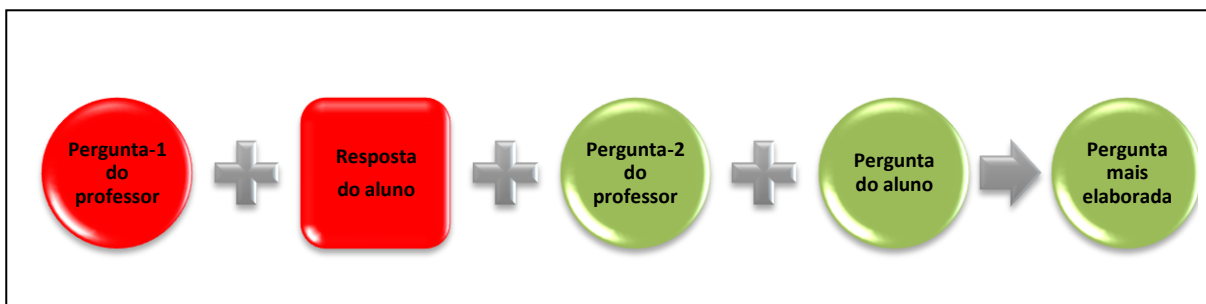 Pergunta-1
do
professor
Resposta
do aluno
Pergunta-2
do
professor
Pergunta
do aluno
Pergunta
mais
elaborada